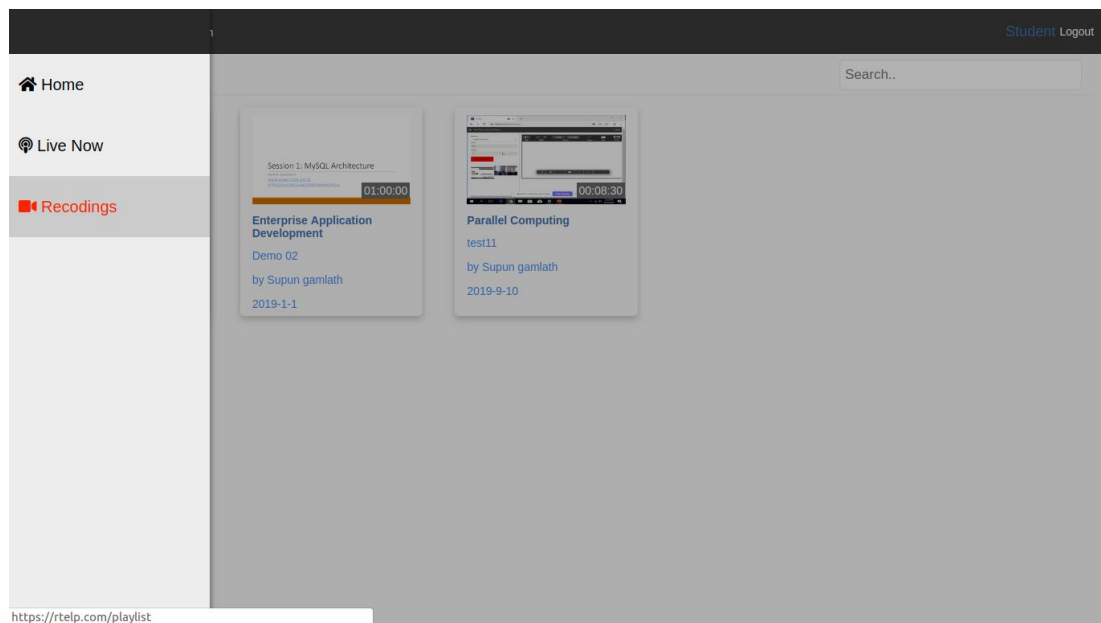 n
Student Logout
Home
Search..
Live Now
Recodings
Session 1: MySQL Architecture
01:00:00
Enterprise Application
Development
Demo 02
by Supun gamlath
2019-1-1
00:08:30
Parallel Computing
test11
by Supun gamlath
2019-9-10
https://rtelp.com/playlist